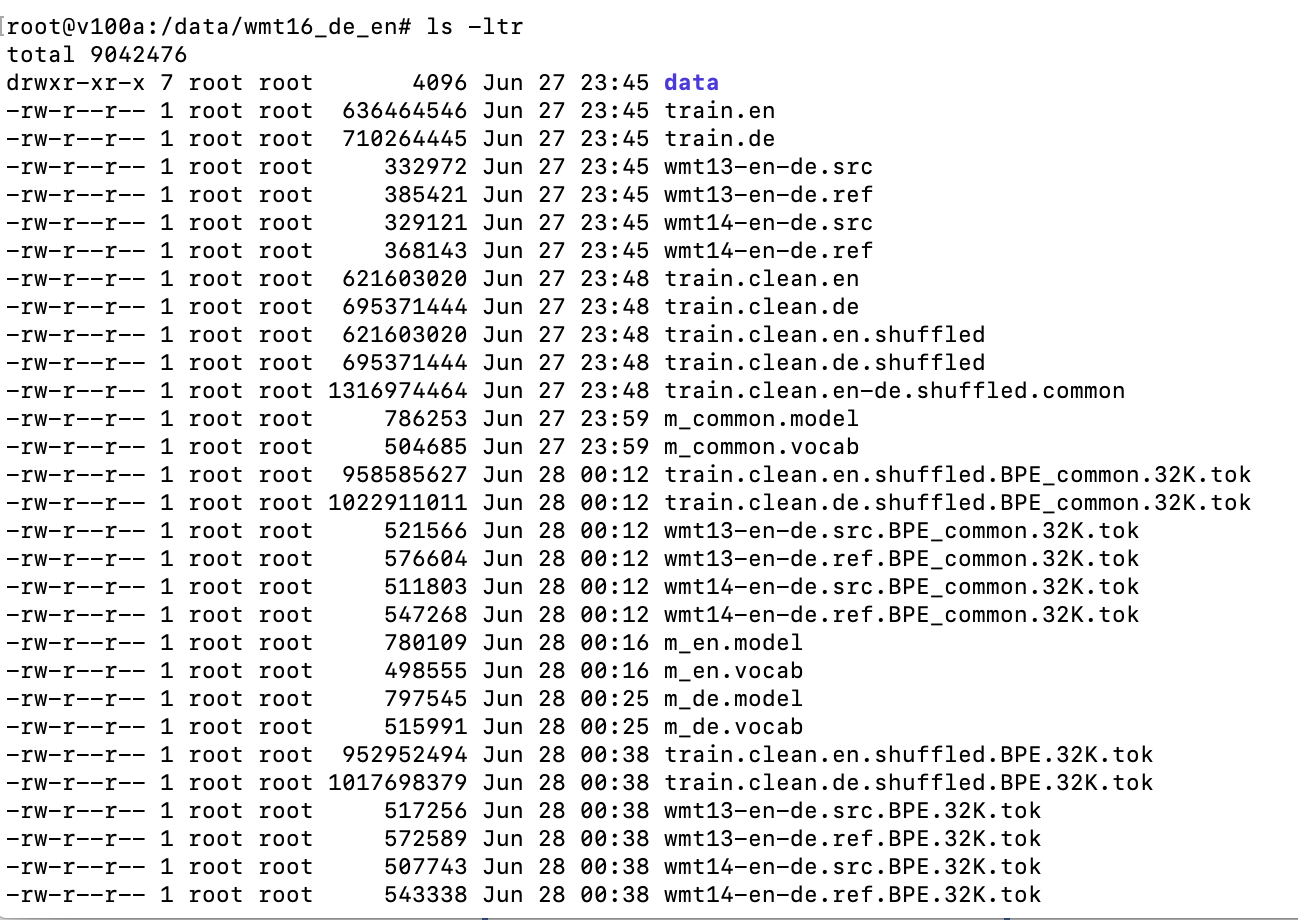 root@v100a:/data/wmt16_de_en# ls -ltr
total 9042476
drwxr-xr-x 7 root root       4096 Jun 27 23:45 data
-rw-r--r-- 1 root root  636464546 Jun 27 23:45 train.en
-rw-r--r-- 1 root root  710264445 Jun 27 23:45 train.de
-rw-r--r-- 1 root root     332972 Jun 27 23:45 wmt13-en-de.src
-rw-r--r-- 1 root root     385421 Jun 27 23:45 wmt13-en-de.ref
-rw-r--r-- 1 root root     329121 Jun 27 23:45 wmt14-en-de.src
-rw-r--r-- 1 root root     368143 Jun 27 23:45 wmt14-en-de.ref
-rw-r--r-- 1 root root  621603020 Jun 27 23:48 train.clean.en
-rw-r--r-- 1 root root  695371444 Jun 27 23:48 train.clean.de
-rw-r--r-- 1 root root  621603020 Jun 27 23:48 train.clean.en.shuffled
-rw-r--r-- 1 root root  695371444 Jun 27 23:48 train.clean.de.shuffled
-rw-r--r-- 1 root root 1316974464 Jun 27 23:48 train.clean.en-de.shuffled.common
-rw-r--r-- 1 root root     786253 Jun 27 23:59 m_common.model
-rw-r--r-- 1 root root     504685 Jun 27 23:59 m_common.vocab
-rw-r--r-- 1 root root  958585627 Jun 28 00:12 train.clean.en.shuffled.BPE_common.32K.tok
-rw-r--r-- 1 root root 1022911011 Jun 28 00:12 train.clean.de.shuffled.BPE_common.32K.tok
-rw-r--r-- 1 root root     521566 Jun 28 00:12 wmt13-en-de.src.BPE_common.32K.tok
-rw-r--r-- 1 root root     576604 Jun 28 00:12 wmt13-en-de.ref.BPE_common.32K.tok
-rw-r--r-- 1 root root     511803 Jun 28 00:12 wmt14-en-de.src.BPE_common.32K.tok
-rw-r--r-- 1 root root     547268 Jun 28 00:12 wmt14-en-de.ref.BPE_common.32K.tok
-rw-r--r-- 1 root root     780109 Jun 28 00:16 m_en.model
-rw-r--r-- 1 root root     498555 Jun 28 00:16 m_en.vocab
-rw-r--r-- 1 root root     797545 Jun 28 00:25 m_de.model
-rw-r--r-- 1 root root     515991 Jun 28 00:25 m_de.vocab
-rw-r--r-- 1 root root  952952494 Jun 28 00:38 train.clean.en.shuffled.BPE.32K.tok
-rw-r--r-- 1 root root 1017698379 Jun 28 00:38 train.clean.de.shuffled.BPE.32K.tok
-rw-r--r-- 1 root root     517256 Jun 28 00:38 wmt13-en-de.src.BPE.32K.tok
-rw-r--r-- 1 root root     572589 Jun 28 00:38 wmt13-en-de.ref.BPE.32K.tok
-rw-r--r-- 1 root root     507743 Jun 28 00:38 wmt14-en-de.src.BPE.32K.tok
-rw-r--r-- 1 root root     543338 Jun 28 00:38 wmt14-en-de.ref.BPE.32K.tok